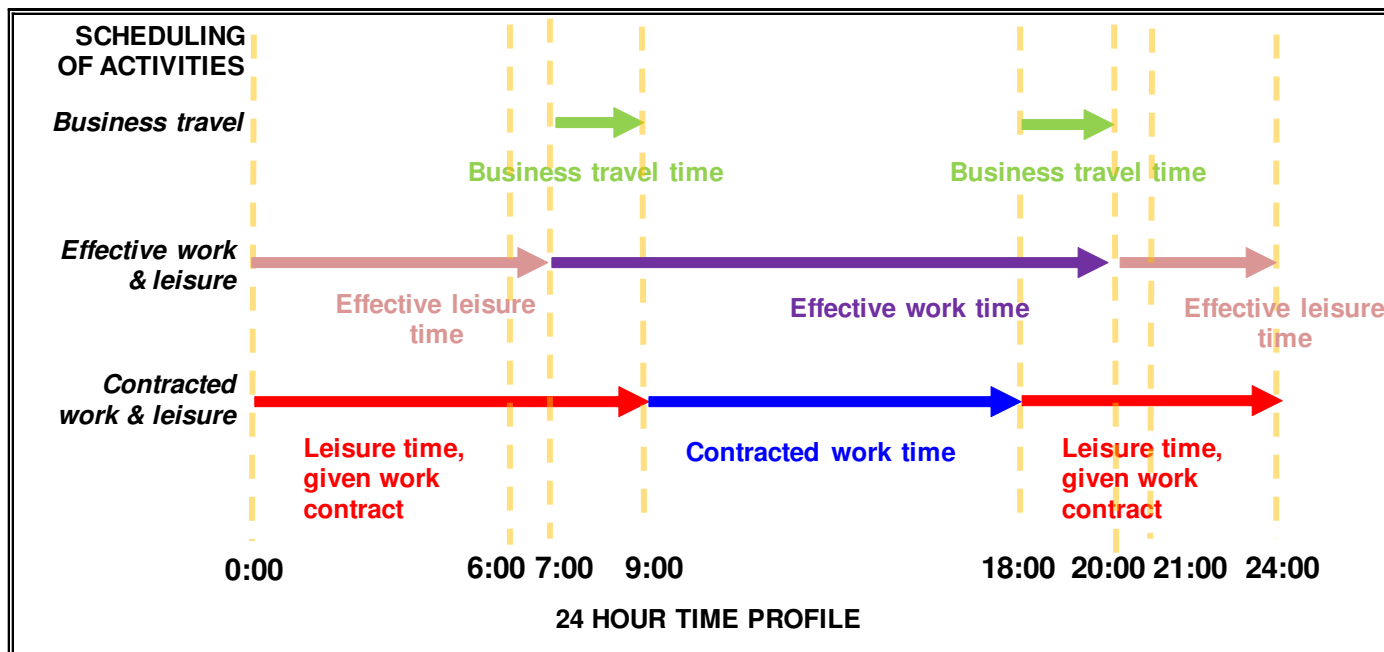 SCHEDULING
OF ACTIVITIES
Business travel
Business travel time
Business travel time
Effective work
& leisure
Effective leisure
time
Effective work time
Effective leisure
time
Contracted
work & leisure
Leisure time,
given work
contract
Contracted work time
Leisure time,
given work
contract
0:00 6:00 7:00 9:00 18:00 20:00 21:00 24:00
24 HOUR TIME PROFILE